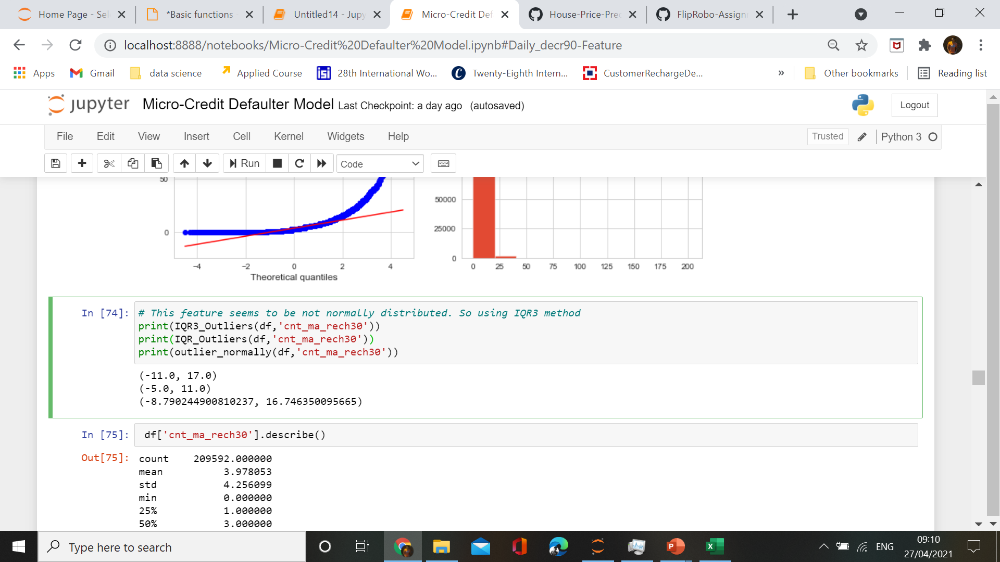 Home Page - Sel
*Basic functions -
Untitled14 - Jupy
Micro-Credit Def
House-Price-Pred
FlipRobo-Assignm
localhost:8888/notebooks/Micro-Credit%20Defaulter%20Model.ipynb#Daily_decr90-Feature
Apps
Gmail
data science
Applied Course
28th International Wo...
Twenty-Eighth Intern...
CustomerRechargeDe...
»
Other bookmarks
Reading list
jupyter Micro-Credit Defaulter Model Last Checkpoint: a day ago (autosaved)
Logout
File Edit View Insert Cell Kernel Widgets Help
Trusted
Python 3
Run
Code
50
0
−4 −2 0 2 4
Theoretical quantiles
50000
25000
0
0 25 50 75 100 125 150 175 200
In [74]:
# This feature seems to be not normally distributed. So using IQR3 method
print(IQR3_Outliers(df,'cnt_ma_rech30'))
print(IQR_Outliers(df,'cnt_ma_rech30'))
print(outlier_normally(df,'cnt_ma_rech30'))
(-11.0, 17.0)
(-5.0, 11.0)
(-8.790244900810237, 16.746350095665)
In [75]: df['cnt_ma_rech30'].describe()
Out[75]: count 209592.000000
mean 3.978053
std 4.256099
min 0.000000
25% 1.000000
50% 3.000000
Type here to search
ENG
09:10
27/04/2021